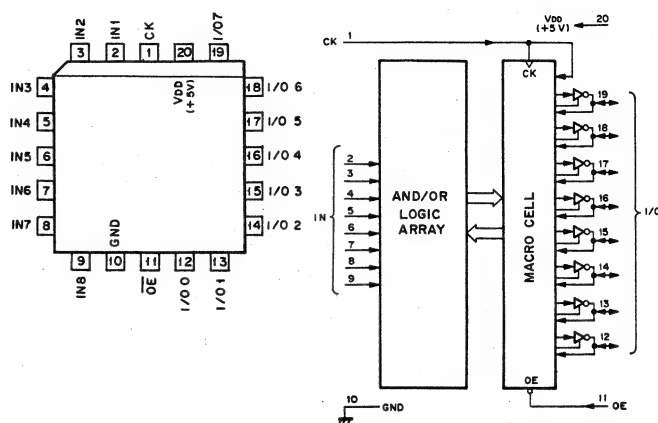 IN2 IN1 CK I/O7
3 2 1 20 19
IN3 4
IN4 5
IN5 6
IN6 7
IN7 8
VDD
(+5V)
18 I/O 6
17 I/O 5
16 I/O 4
15 I/O 3
14 I/O 2
GND
9 10 11 12 13
IN8 OE I/O 0 I/O 1
CK 1
VDD
(+5V) 20
CK
IN
2
3
4
5
6
7
8
9
AND/OR
LOGIC
ARRAY
MACRO CELL
19
18
17
16
15
14
13
12
I/O
OE
10 GND
11 OE